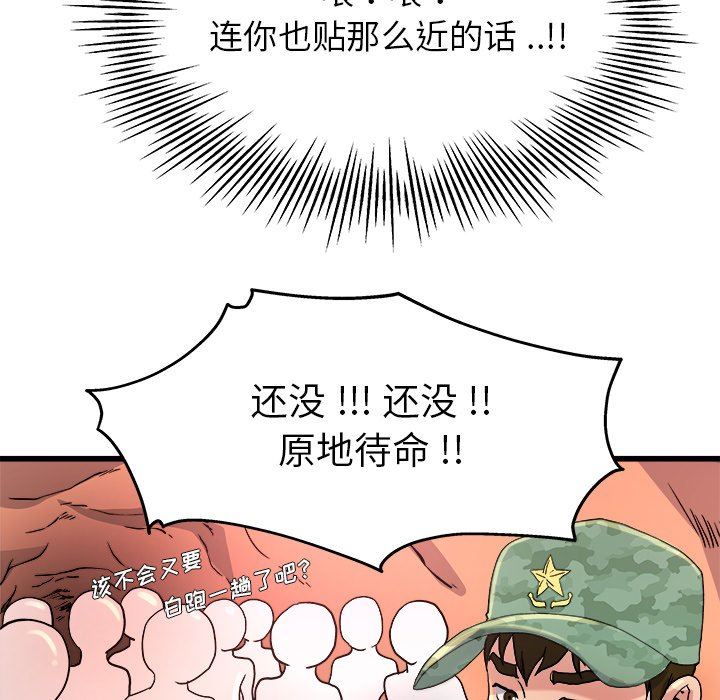 连你也贴那么近的话 ..!!
还没 !!! 还没 !!
原地待命 !!
该不会又要
白跑一趟了吧?